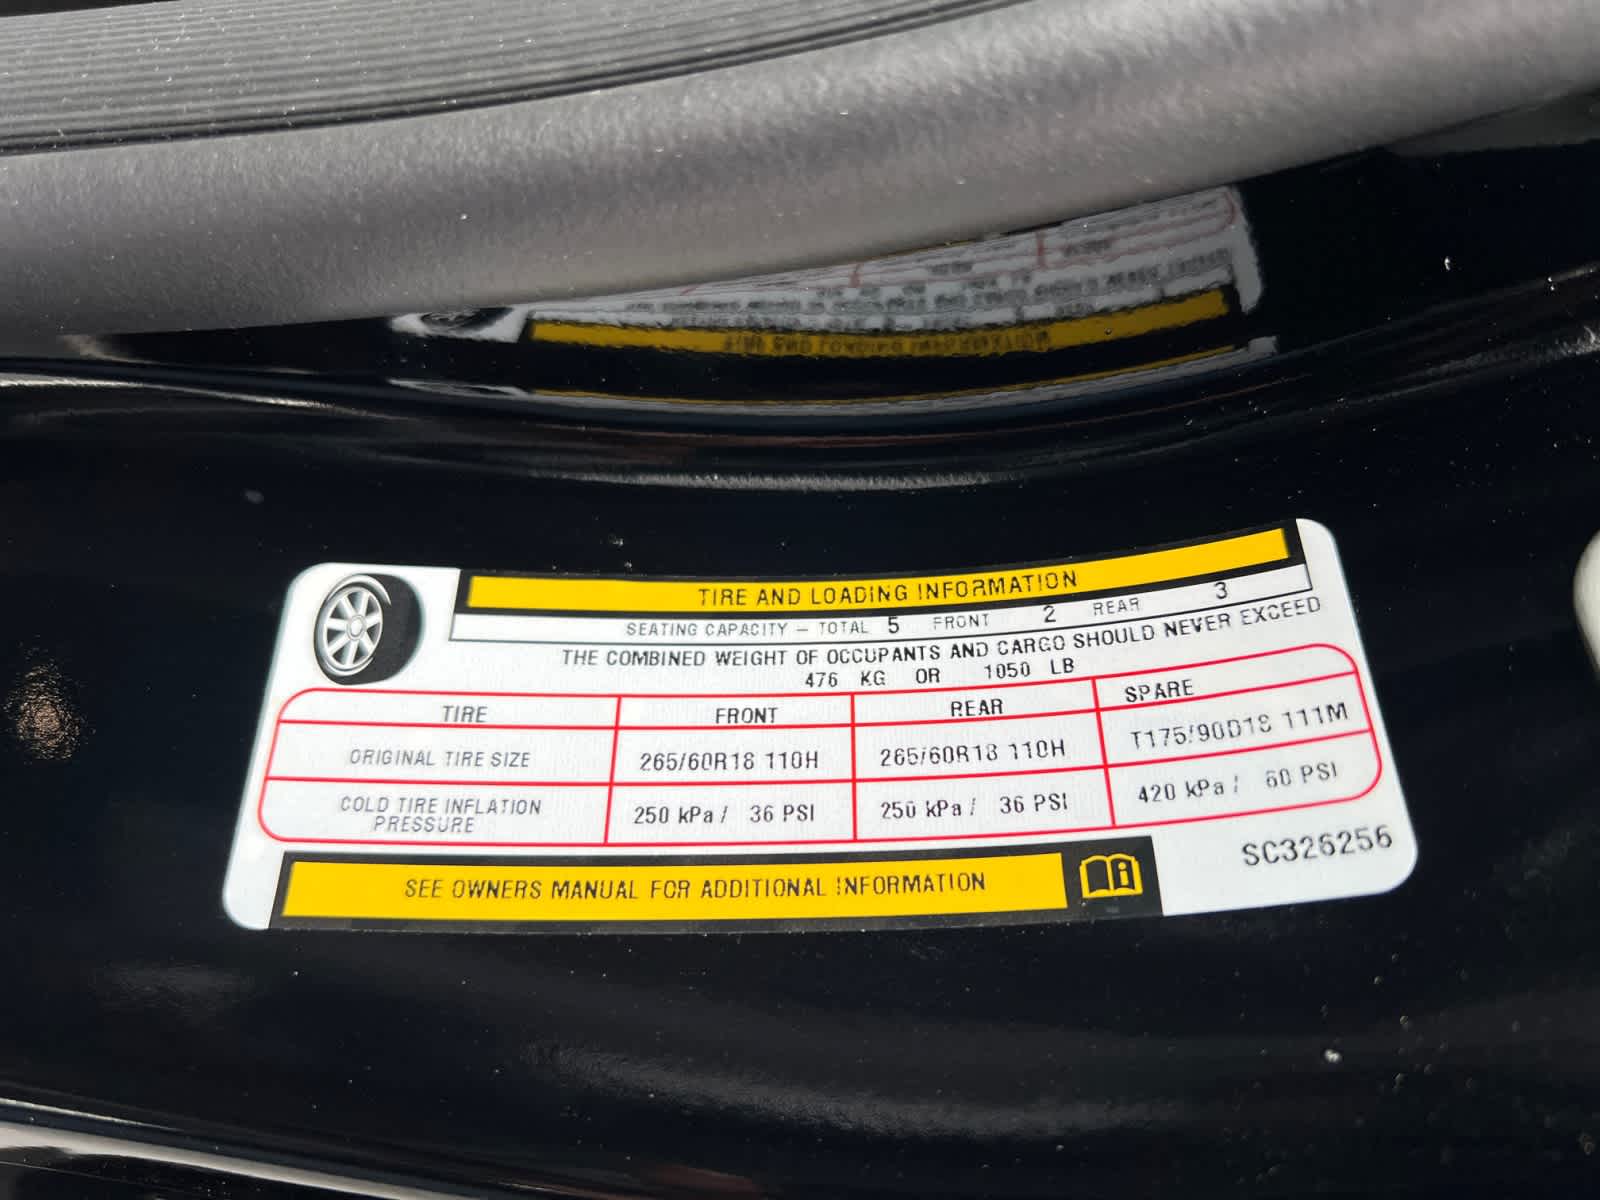 TIRE AND LOADING INFORMATION
SEATING CAPACITY – TOTAL 5 FRONT 2 REAR 3
THE COMBINED WEIGHT OF OCCUPANTS AND CARGO SHOULD NEVER EXCEED
476 KG OR 1050 LB
TIRE FRONT REAR SPARE
ORIGINAL TIRE SIZE 265/60R18 110H 265/60R18 110H T175/90D18 111M
COLD TIRE INFLATION
PRESSURE 250 kPa / 36 PSI 250 kPa / 36 PSI 420 kPa / 60 PSI
SEE OWNERS MANUAL FOR ADDITIONAL INFORMATION
SC326256